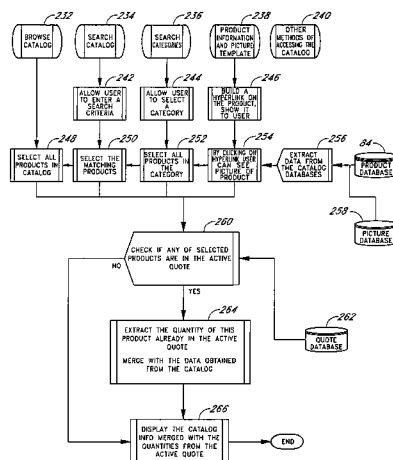 232
234
236
238
240
BROWSE
CATALOG
SEARCH
CATALOG
SEARCH
CATEGORIES
PRODUCT
INFORMATION
AND PICTURE
TEMPLATE
OTHER
METHODS OF
ACCESSING THE
CATALOG
242
244
246
ALLOW USER
TO ENTER A
SEARCH
CRITERIA
ALLOW USER
TO SELECT A
CATEGORY
BUILD A
HYPERLINK ON
THE PRODUCT,
SHOW IT
TO USER
248
250
252
254
256
84
SELECT ALL
PRODUCTS IN
CATALOG
SELECT THE
MATCHING
PRODUCTS
SELECT ALL
PRODUCTS IN THE
CATEGORY
BY CLICKING ON
HYPERLINK USER
CAN SEE
PICTURE OF
PRODUCT
EXTRACT
DATA FROM
THE CATALOG
DATABASES
PRODUCT
DATABASE
258
PICTURE
DATABASE
260
CHECK IF ANY OF SELECTED
PRODUCTS ARE IN THE ACTIVE
QUOTE
NO
YES
264
EXTRACT THE QUANTITY OF THIS
PRODUCT ALREADY IN THE ACTIVE
QUOTE
MERGE WITH THE DATA OBTAINED
FROM THE CATALOG
262
QUOTE
DATABASE
266
DISPLAY THE CATALOG
INFO MERGED WITH THE
QUANTITIES FROM THE
ACTIVE QUOTE
END